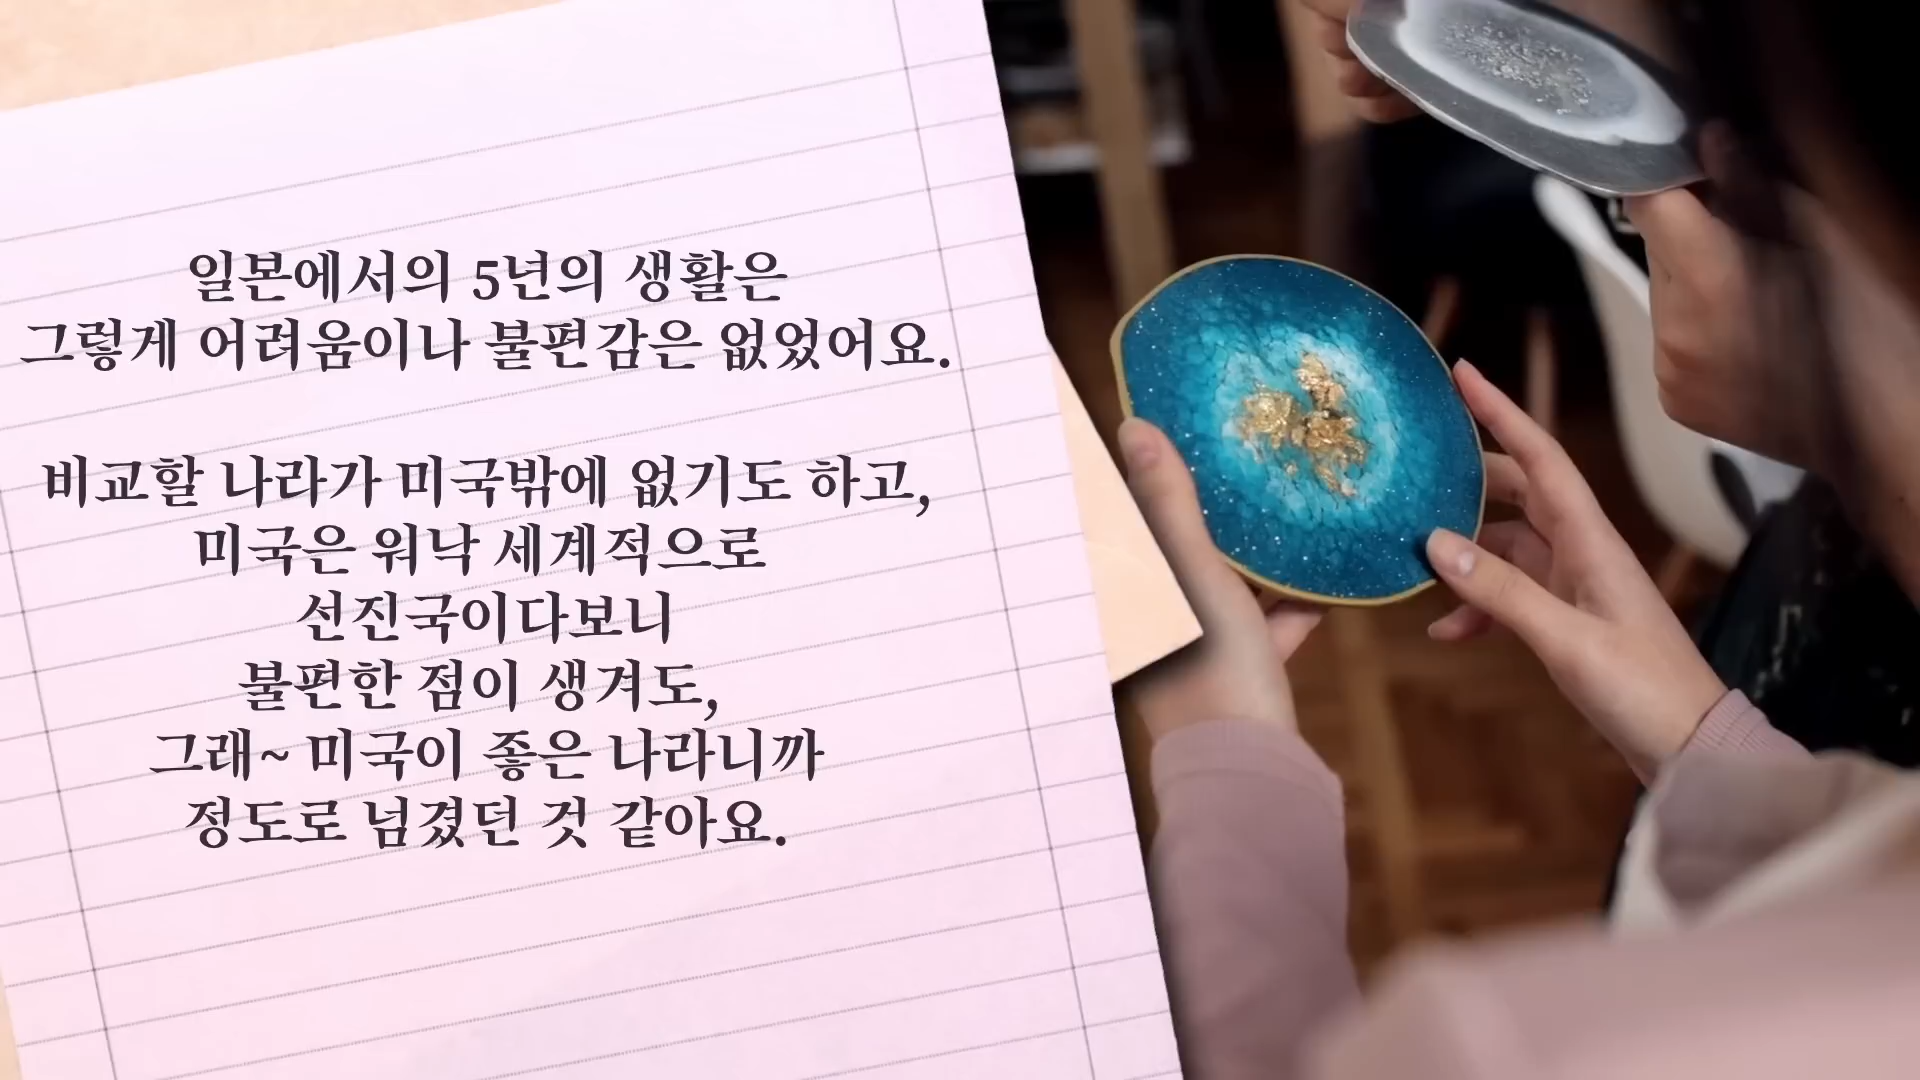 일본에서의 5년의 생활은
그렇게 어려움이나 불편감은 없었어요.
비교할 나라가 미국밖에 없기도 하고,
미국은 워낙 세계적으로
선진국이다보니
불편한 점이 생겨도,
그래~ 미국이 좋은 나라니까
정도로 넘겼던 것 같아요.